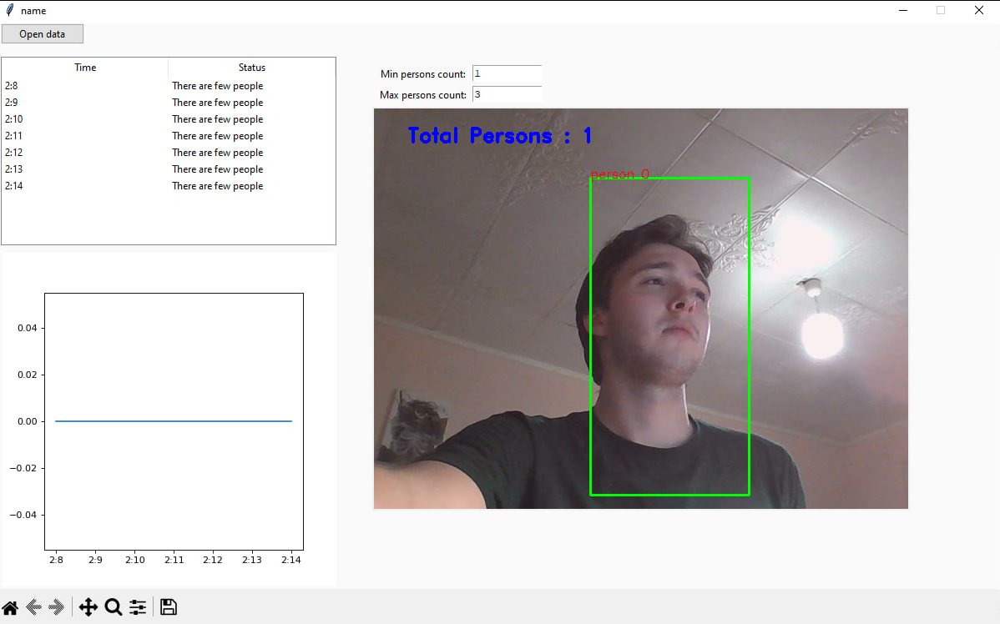 name
Open data
Time Status
2:8 There are few people
2:9 There are few people
2:10 There are few people
2:11 There are few people
2:12 There are few people
2:13 There are few people
2:14 There are few people
Min persons count: 1
Max persons count: 3
Total Persons : 1
person 0
0.04
0.02
0.00
−0.02
−0.04
2:8 2:9 2:10 2:11 2:12 2:13 2:14